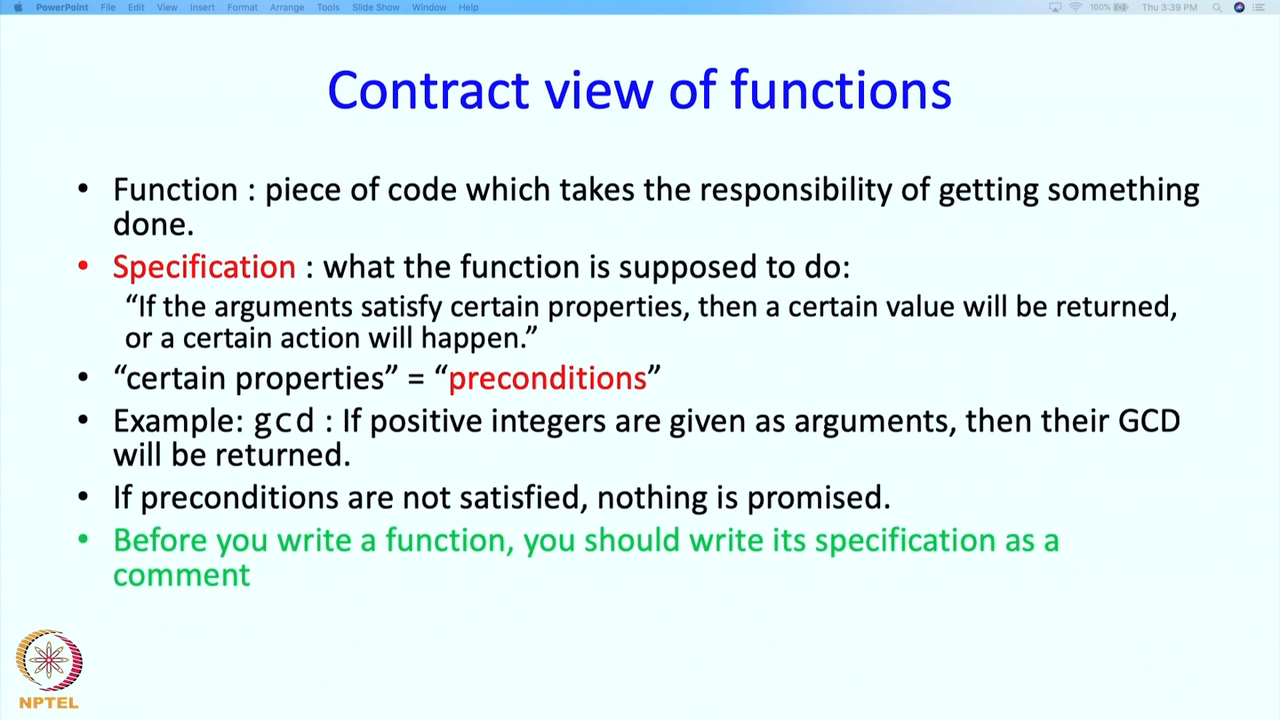 PowerPoint File Edit View Insert Format Arrange Tools Slide Show Window Help 100% Thu 3:39 PM
Contract view of functions
• Function : piece of code which takes the responsibility of getting something
done.
• Specification : what the function is supposed to do:
“If the arguments satisfy certain properties, then a certain value will be returned,
or a certain action will happen.”
• “certain properties” = “preconditions”
• Example: gcd : If positive integers are given as arguments, then their GCD
will be returned.
• If preconditions are not satisfied, nothing is promised.
• Before you write a function, you should write its specification as a
comment
NPTEL